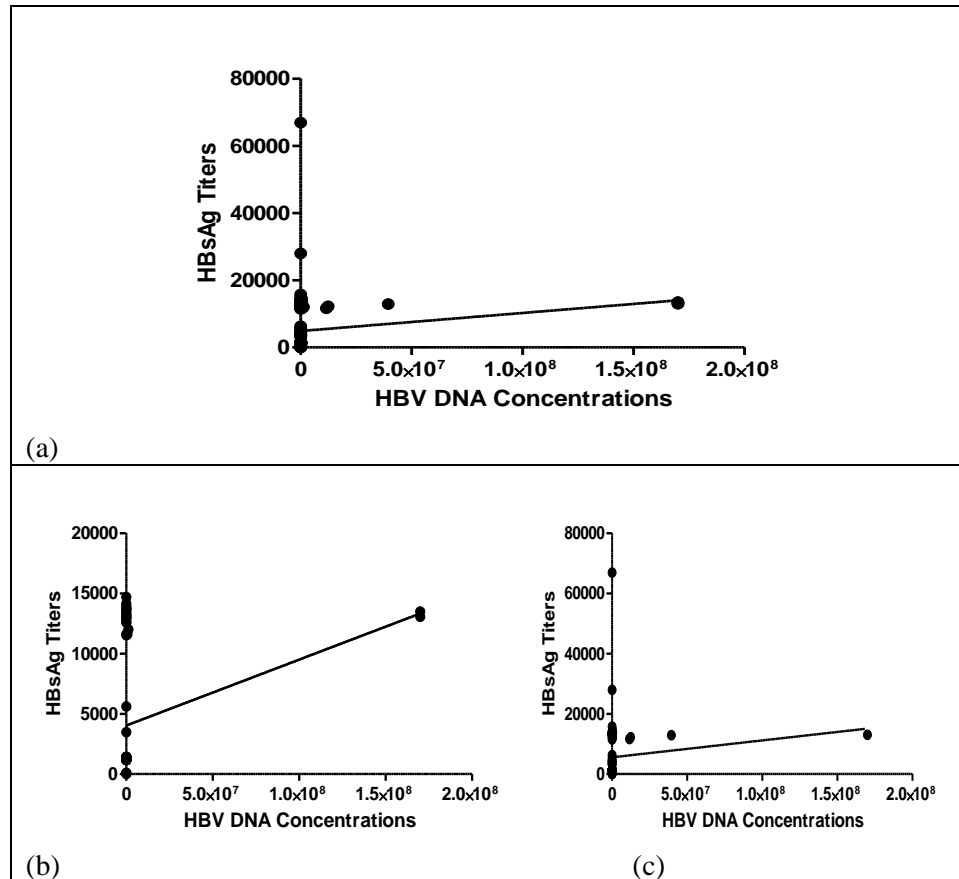 80000
60000
40000
20000
0
HBsAg Titers
0 5.0×10⁷ 1.0×10⁸ 1.5×10⁸ 2.0×10⁸
HBV DNA Concentrations
(a)
20000
15000
10000
5000
0
HBsAg Titers
0 5.0×10⁷ 1.0×10⁸ 1.5×10⁸ 2.0×10⁸
HBV DNA Concentrations
(b)
80000
60000
40000
20000
0
HBsAg Titers
0 5.0×10⁷ 1.0×10⁸ 1.5×10⁸ 2.0×10⁸
HBV DNA Concentrations
(c)